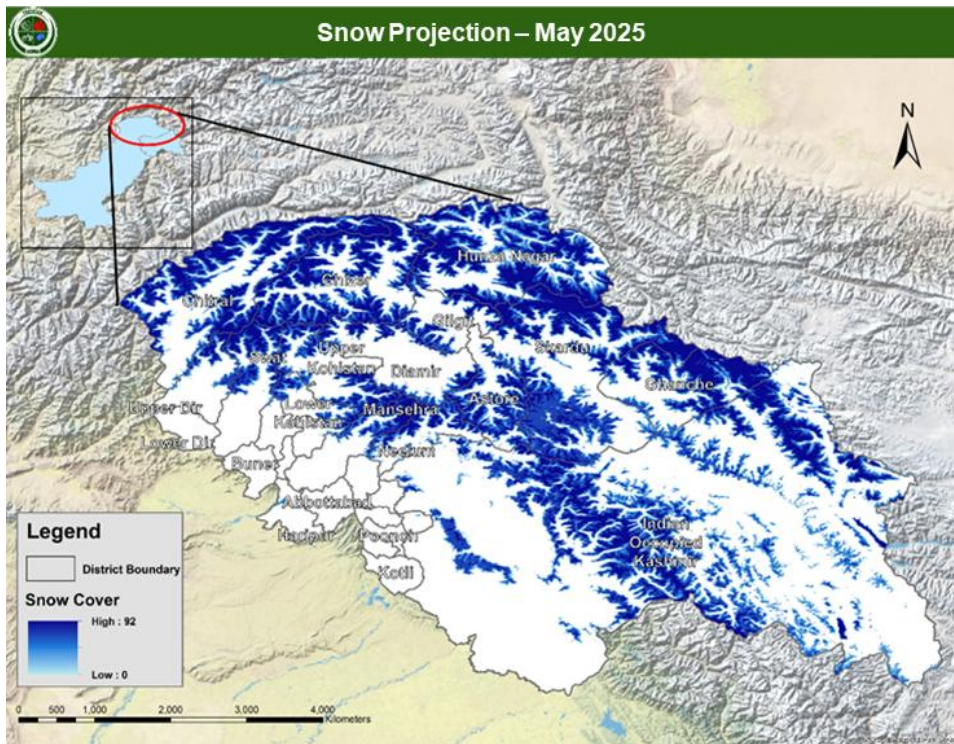 Snow Projection – May 2025
N
Hunza Nagar
Ghizer
Chitral
Gilgit
Upper
Kohistan
Swat
Skardu
Diamir
Ghanche
Astore
Mansehra
Upper Dir
Lower
Kohistan
Lower Dir
Neelum
Buner
Abbottabad
Haripur
Poonch
Indian
Occupied
Kashmir
Kotli
Legend
District Boundary
Snow Cover
High : 92
Low : 0
0 500 1,000 2,000 3,000 4,000
Kilometers